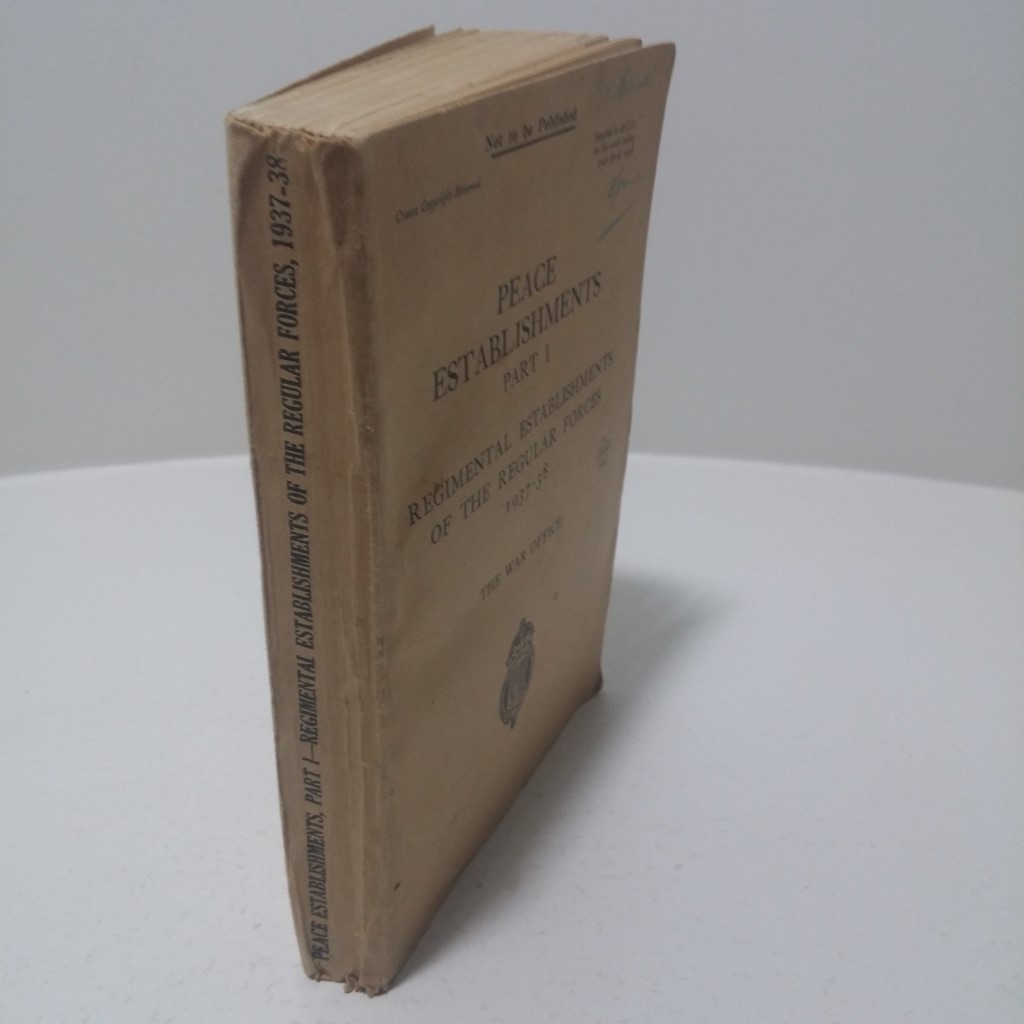 PEACE ESTABLISHMENTS, PART I—REGIMENTAL ESTABLISHMENTS OF THE REGULAR FORCES, 1937-38
Not to be Published
Crown Copyright Reserved
PEACE
ESTABLISHMENTS
PART I
REGIMENTAL ESTABLISHMENTS
OF THE REGULAR FORCES
1937-38
THE WAR OFFICE